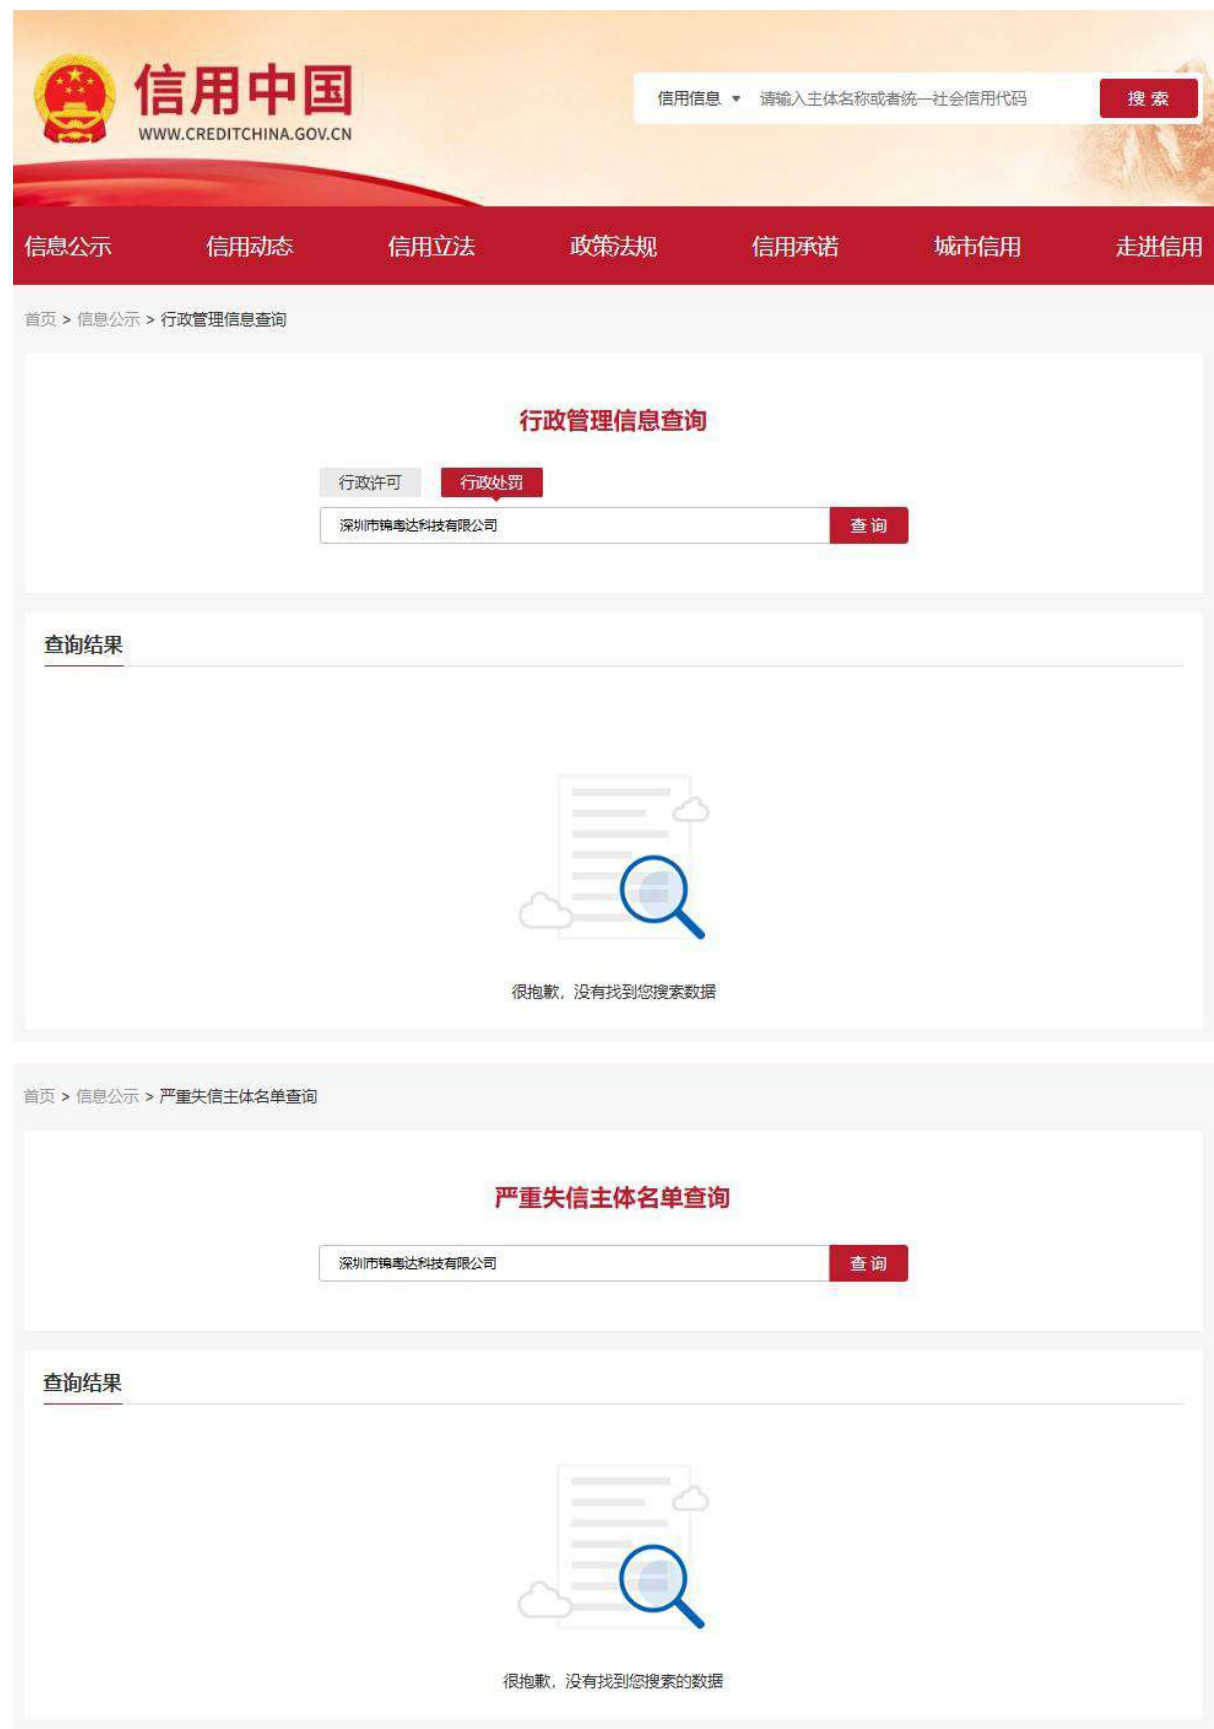 信用中国
WWW.CREDITCHINA.GOV.CN
信用信息 请输入主体名称或者统一社会信用代码 搜索
信息公示 信用动态 信用立法 政策法规 信用承诺 城市信用 走进信用
首页 > 信息公示 > 行政管理信息查询
行政管理信息查询
行政许可 行政处罚
深圳市锦粤达科技有限公司 查询
查询结果
很抱歉，没有找到您搜索数据
首页 > 信息公示 > 严重失信主体名单查询
严重失信主体名单查询
深圳市锦粤达科技有限公司 查询
查询结果
很抱歉，没有找到您搜索的数据